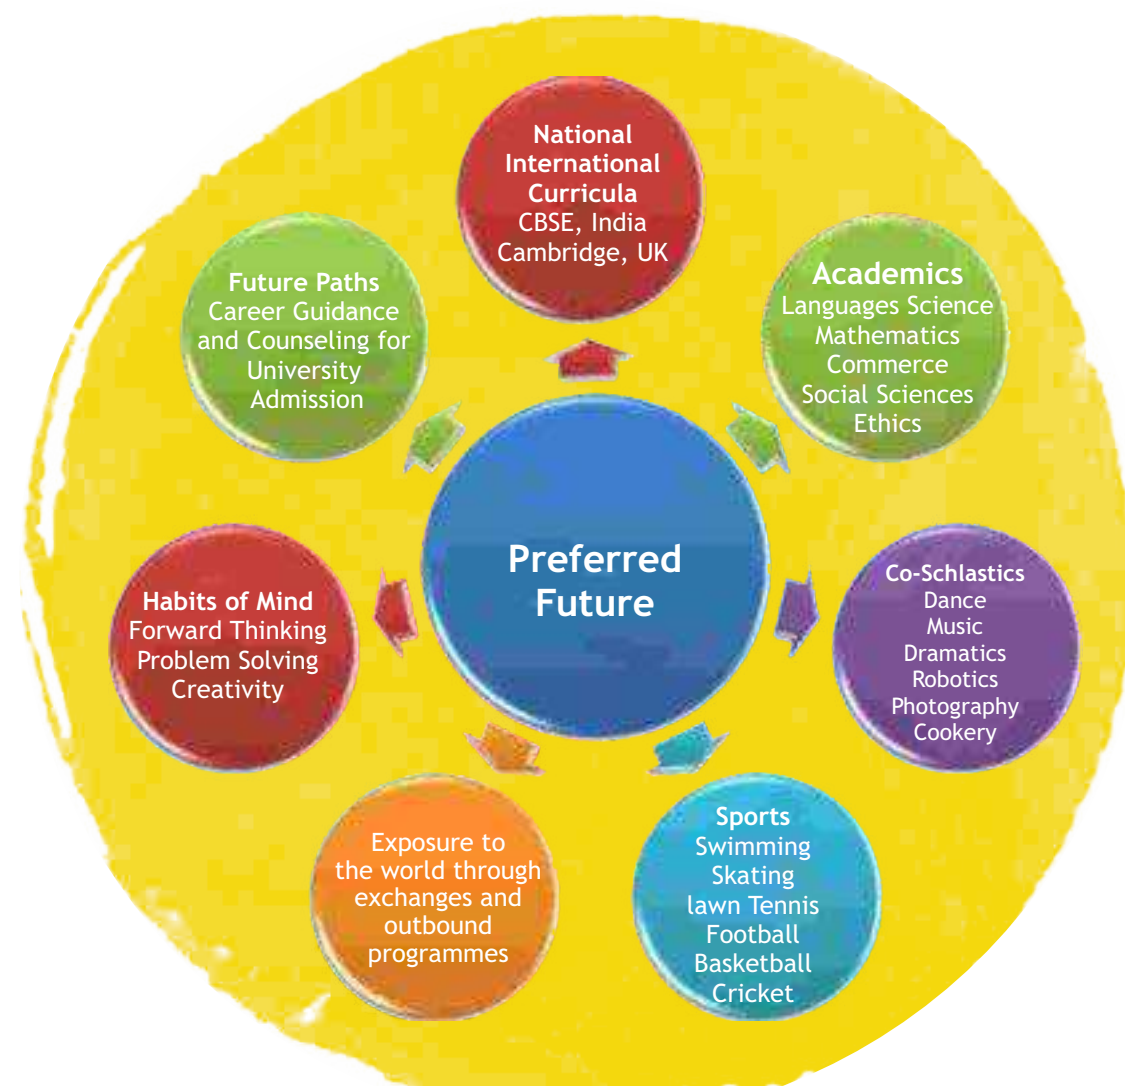 National
International
Curricula
CBSE, India
Cambridge, UK
Academics
Languages Science
Mathematics
Commerce
Social Sciences
Ethics
Co-Schlastics
Dance
Music
Dramatics
Robotics
Photography
Cookery
Sports
Swimming
Skating
lawn Tennis
Football
Basketball
Cricket
Exposure to
the world through
exchanges and
outbound
programmes
Habits of Mind
Forward Thinking
Problem Solving
Creativity
Future Paths
Career Guidance
and Counseling for
University
Admission
Preferred
Future